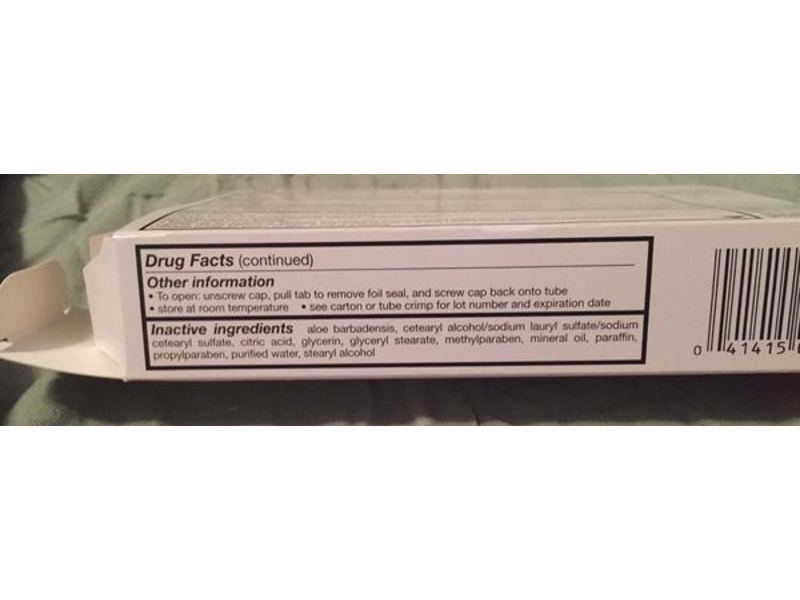 Drug Facts (continued)
Other information
• To open: unscrew cap, pull tab to remove foil seal, and screw cap back onto tube
• store at room temperature • see carton or tube crimp for lot number and expiration date
Inactive ingredients aloe barbadensis, cetearyl alcohol/sodium lauryl sulfate/sodium
cetearyl sulfate, citric acid, glycerin, glyceryl stearate, methylparaben, mineral oil, paraffin,
propylparaben, purified water, stearyl alcohol
0 41415